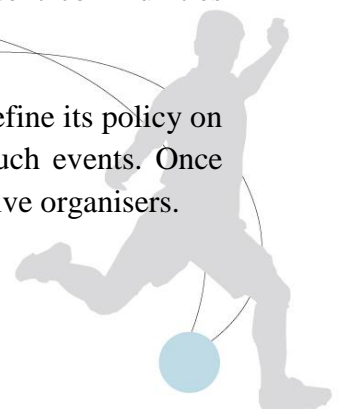 efine its policy on
uch events. Once
ive organisers.